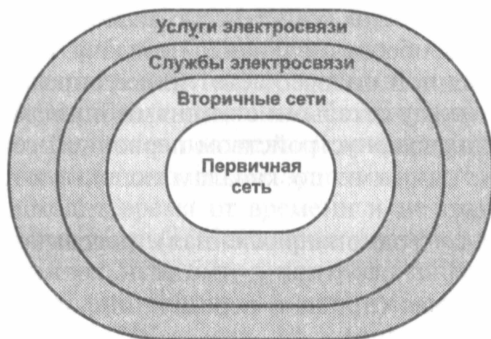 Услуги электросвязи
Службы электросвязи
Вторичные сети
Первичная
сеть